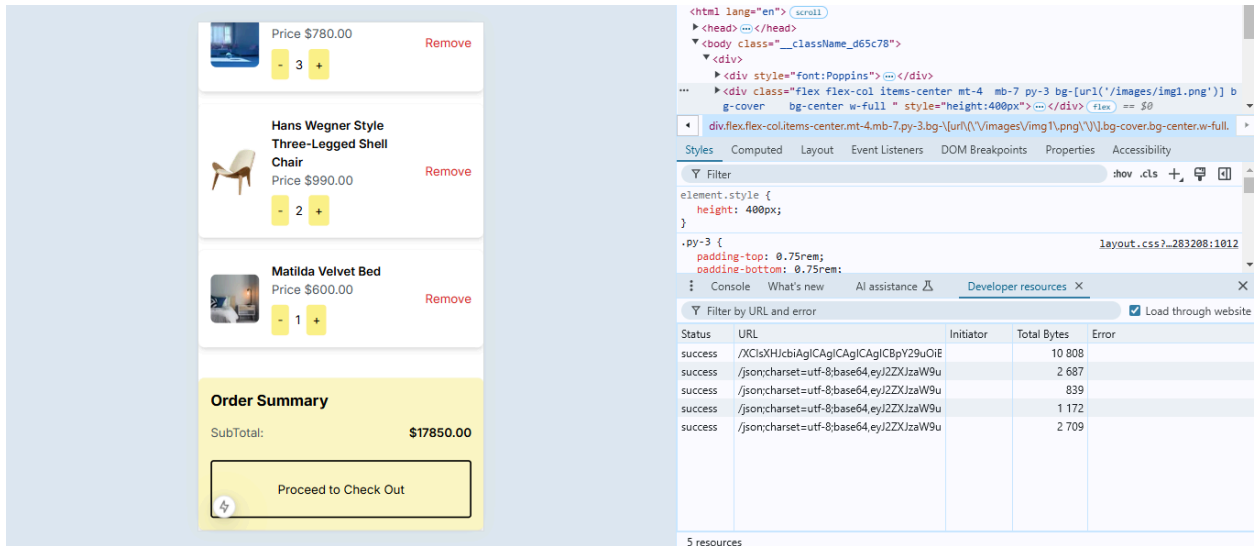 Price $780.00
- 3 +
Remove
Hans Wegner Style
Three-Legged Shell
Chair
Price $990.00
- 2 +
Remove
Matilda Velvet Bed
Price $600.00
- 1 +
Remove
Order Summary
SubTotal: $17850.00
Proceed to Check Out
<html lang="en"> scroll
<head> … </head>
<body class="__className_d65c78">
<div>
<div style="font:Poppins"> … </div>
<div class="flex flex-col items-center mt-4 mb-7 py-3 bg-[url('/images/img1.png')] b
g-cover bg-center w-full " style="height:400px"> … </div> flex == $0
div.flex.flex-col.items-center.mt-4.mb-7.py-3.bg-\[url\(\"\/images\/img1\.png\"\)\].bg-cover.bg-center.w-full.
Styles Computed Layout Event Listeners DOM Breakpoints Properties Accessibility
Filter :hov .cls +
element.style {
height: 400px;
}
.py-3 { layout.css?…283208:1012
padding-top: 0.75rem;
padding-bottom: 0.75rem;
Console What's new AI assistance Developer resources ×
Filter by URL and error Load through website
Status URL Initiator Total Bytes Error
success /XClsXHJcbiAgICAgICAgICAgICBpY29uOiB 10 808
success /json;charset=utf-8;base64,eyJ2ZXJzaW9u 2 687
success /json;charset=utf-8;base64,eyJ2ZXJzaW9u 839
success /json;charset=utf-8;base64,eyJ2ZXJzaW9u 1 172
success /json;charset=utf-8;base64,eyJ2ZXJzaW9u 2 709
5 resources